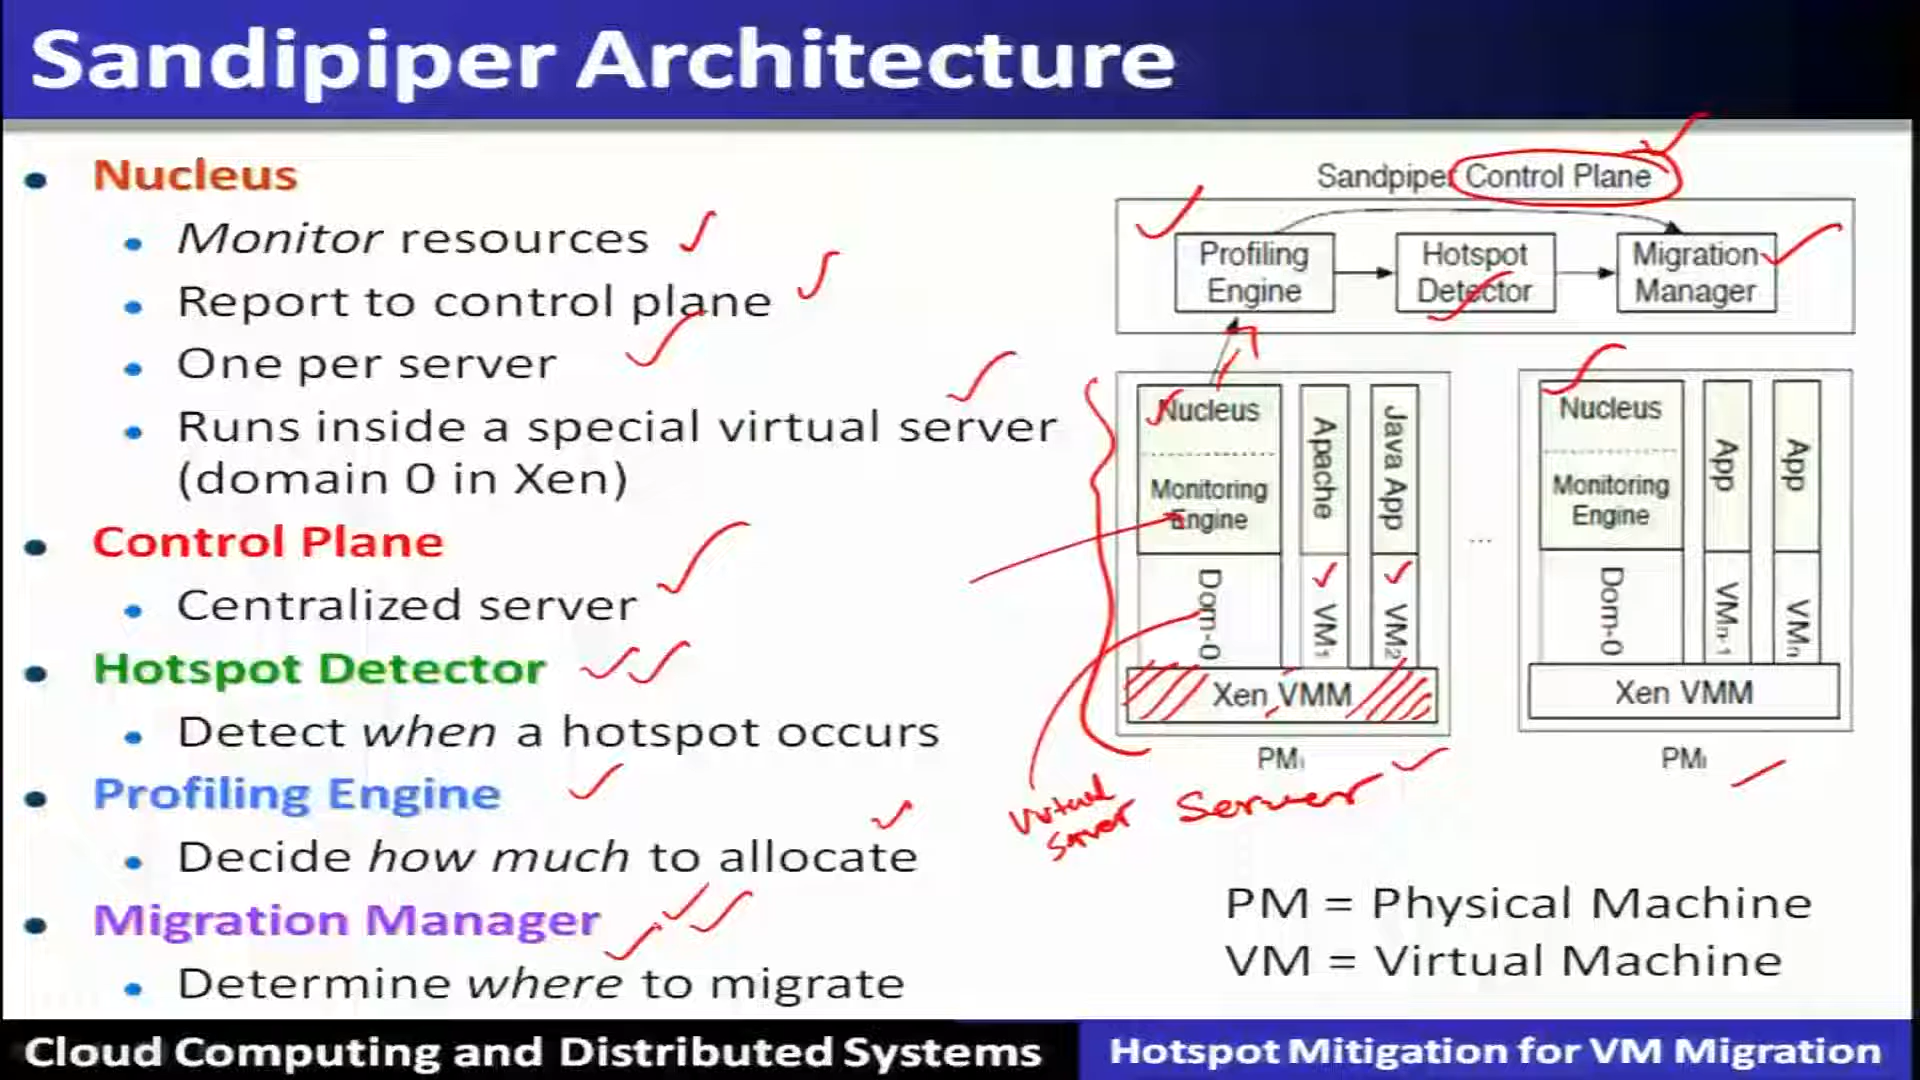 Sandipiper Architecture
Nucleus
Monitor resources
Report to control plane
One per server
Runs inside a special virtual server
(domain 0 in Xen)
Control Plane
Centralized server
Hotspot Detector
Detect when a hotspot occurs
Profiling Engine
Decide how much to allocate
Migration Manager
Determine where to migrate
Sandpiper Control Plane
Profiling
Engine
Hotspot
Detector
Migration
Manager
Nucleus
Monitoring
Engine
Dom-0
Apache
VM1
Java App
VM2
Xen VMM
PM1
...
Nucleus
Monitoring
Engine
Dom-0
App
VMn-1
App
VMn
Xen VMM
PMi
Virtual
Server
Server
PM = Physical Machine
VM = Virtual Machine
Cloud Computing and Distributed Systems
Hotspot Mitigation for VM Migration